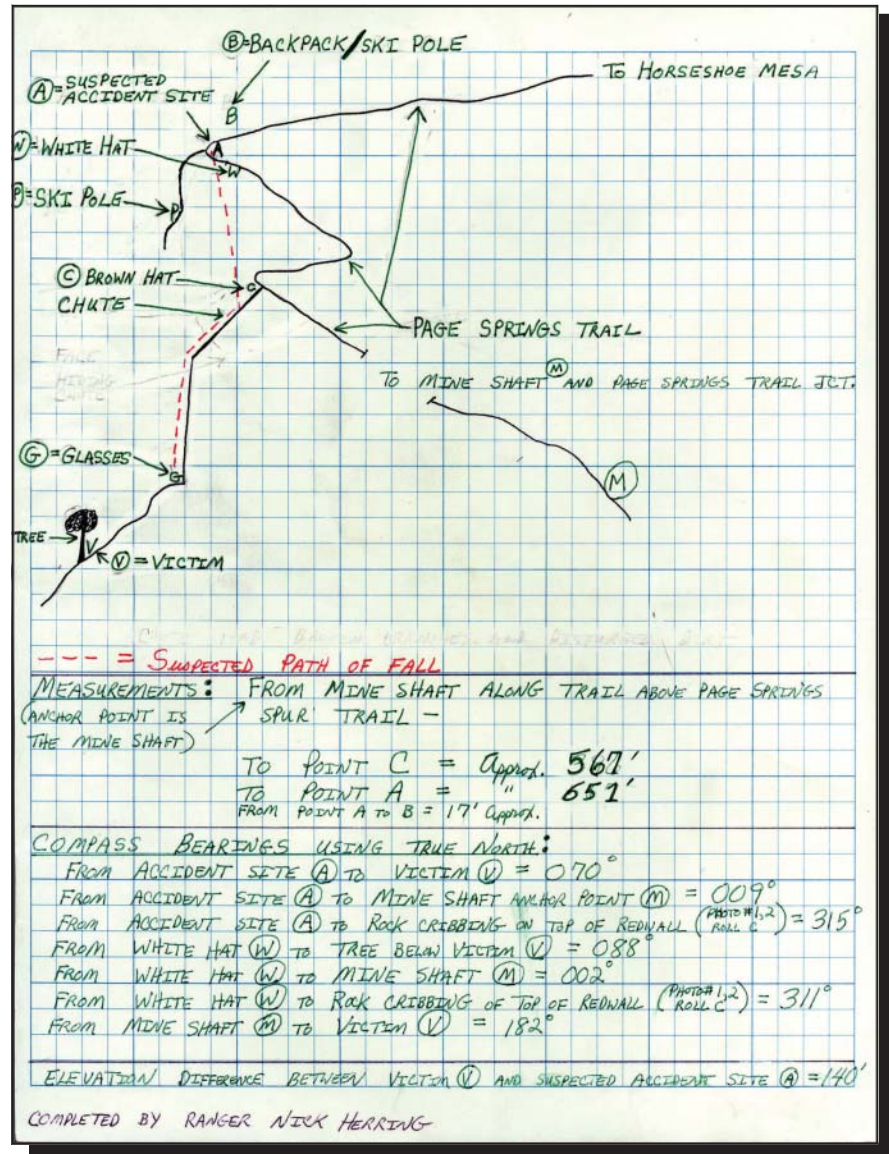 Ⓑ=BACKPACK/SKI POLE
TO HORSESHOE MESA
Ⓐ=SUSPECTED
ACCIDENT SITE
B
A
Ⓦ=WHITE HAT
W
Ⓟ=SKI POLE
P
Ⓒ BROWN HAT
C
CHUTE
PAGE SPRINGS TRAIL
TO MINE SHAFT Ⓜ AND PAGE SPRINGS TRAIL JCT.
Ⓖ=GLASSES
G
M
TREE
V
Ⓥ=VICTIM
--- = SUSPECTED PATH OF FALL
MEASUREMENTS: FROM MINE SHAFT ALONG TRAIL ABOVE PAGE SPRINGS
(ANCHOR POINT IS SPUR TRAIL -
THE MINE SHAFT)
TO POINT C = Approx. 567'
TO POINT A = " 651'
FROM POINT A TO B = 17' Approx.
COMPASS BEARINGS USING TRUE NORTH:
FROM ACCIDENT SITE Ⓐ TO VICTIM Ⓥ = 070°
FROM ACCIDENT SITE Ⓐ TO MINE SHAFT ANCHOR POINT Ⓜ = 009°
FROM ACCIDENT SITE Ⓐ TO ROCK CRIBBING ON TOP OF REDWALL (PHOTO #1,2 ROLL C) = 315°
FROM WHITE HAT Ⓦ TO TREE BELOW VICTIM Ⓥ = 088°
FROM WHITE HAT Ⓦ TO MINE SHAFT Ⓜ = 002°
FROM WHITE HAT Ⓦ TO ROCK CRIBBING OF TOP OF REDWALL (PHOTO# 1,2 ROLL C) = 311°
FROM MINE SHAFT Ⓜ TO VICTIM Ⓥ = 182°
ELEVATION DIFFERENCE BETWEEN VICTIM Ⓥ AND SUSPECTED ACCIDENT SITE Ⓐ =140'
COMPLETED BY RANGER NICK HERRING